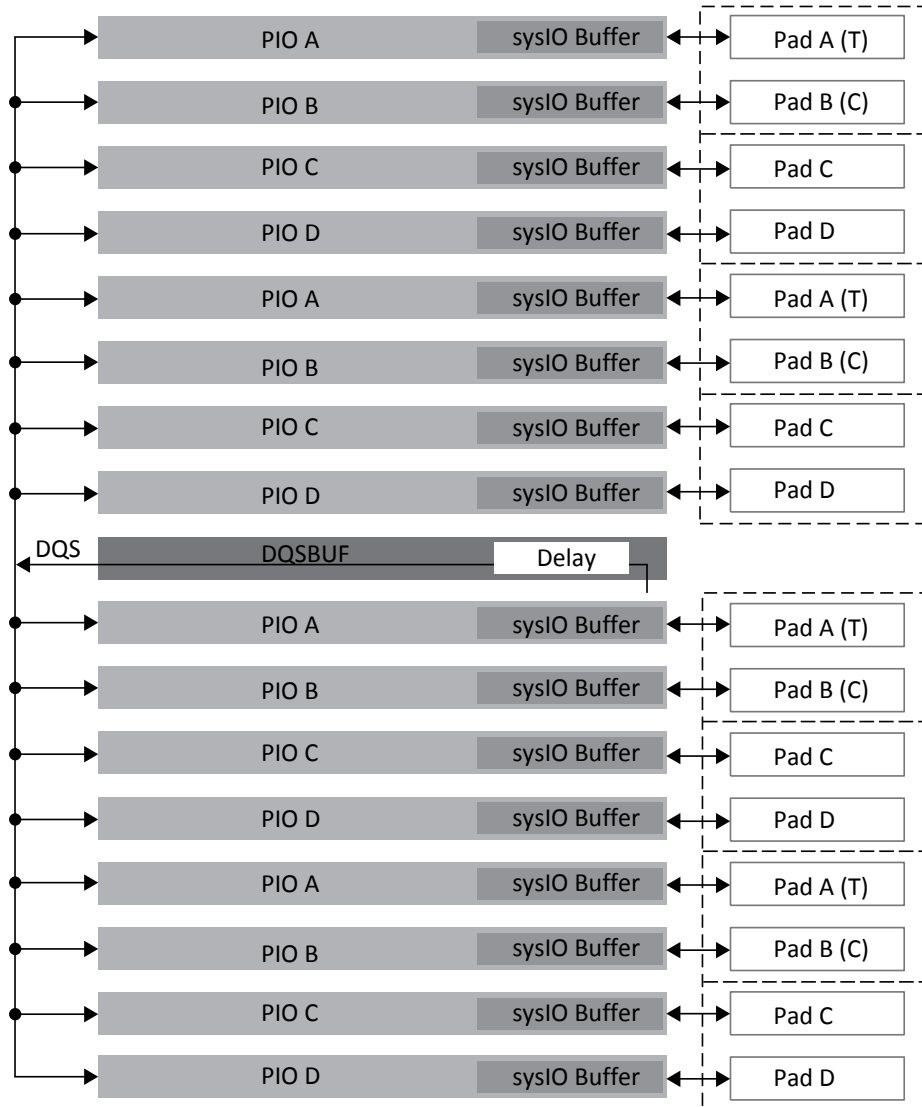 PIO A sysIO Buffer Pad A (T)
PIO B sysIO Buffer Pad B (C)
PIO C sysIO Buffer Pad C
PIO D sysIO Buffer Pad D
PIO A sysIO Buffer Pad A (T)
PIO B sysIO Buffer Pad B (C)
PIO C sysIO Buffer Pad C
PIO D sysIO Buffer Pad D
DQS DQSBUF Delay
PIO A sysIO Buffer Pad A (T)
PIO B sysIO Buffer Pad B (C)
PIO C sysIO Buffer Pad C
PIO D sysIO Buffer Pad D
PIO A sysIO Buffer Pad A (T)
PIO B sysIO Buffer Pad B (C)
PIO C sysIO Buffer Pad C
PIO D sysIO Buffer Pad D